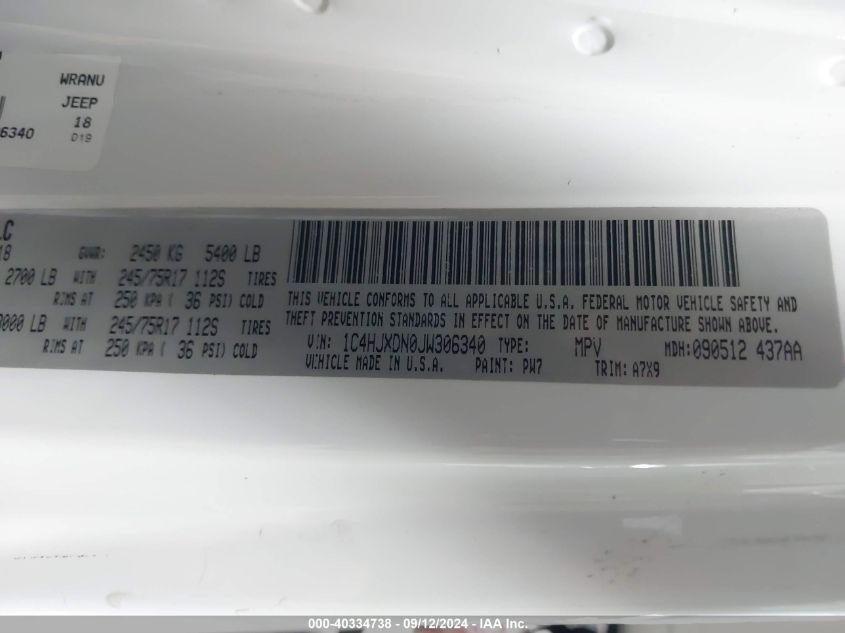 WRANU
JEEP
18
D19
6340
LC
18 GVWR: 2450 KG 5400 LB
2700 LB WITH 245/75R17 112S TIRES
RIMS AT 250 KPA ( 36 PSI) COLD
000 LB WITH 245/75R17 112S TIRES
RIMS AT 250 KPA ( 36 PSI) COLD
THIS VEHICLE CONFORMS TO ALL APPLICABLE U.S.A. FEDERAL MOTOR VEHICLE SAFETY AND
THEFT PREVENTION STANDARDS IN EFFECT ON THE DATE OF MANUFACTURE SHOWN ABOVE.
VIN: 1C4HJXDN0JW306340 TYPE: MPV MDH:090512 437AA
VEHICLE MADE IN U.S.A. PAINT: PW7 TRIM: A7X9
000-40334738 - 09/12/2024 - IAA Inc.